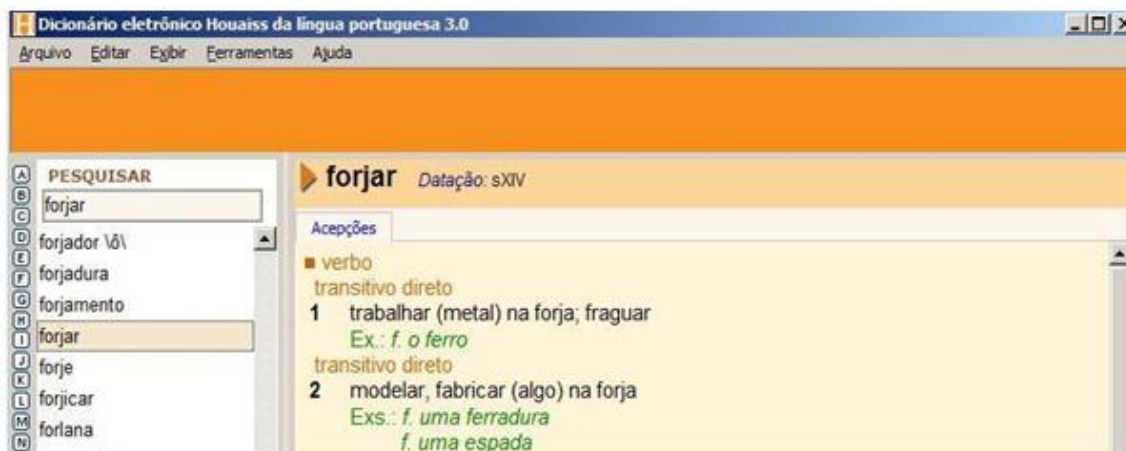 Dicionário eletrônico Houaiss da língua portuguesa 3.0
Arquivo Editar Exibir Ferramentas Ajuda
PESQUISAR
forjar
forjador \ô\
forjadura
forjamento
forjar
forje
forjicar
forlana
A
B
C
D
E
F
G
H
I
J
K
L
M
N
forjar Datação: sXIV
Acepções
verbo
transitivo direto
1 trabalhar (metal) na forja; fraguar
Ex.: f. o ferro
transitivo direto
2 modelar, fabricar (algo) na forja
Exs.: f. uma ferradura
f. uma espada